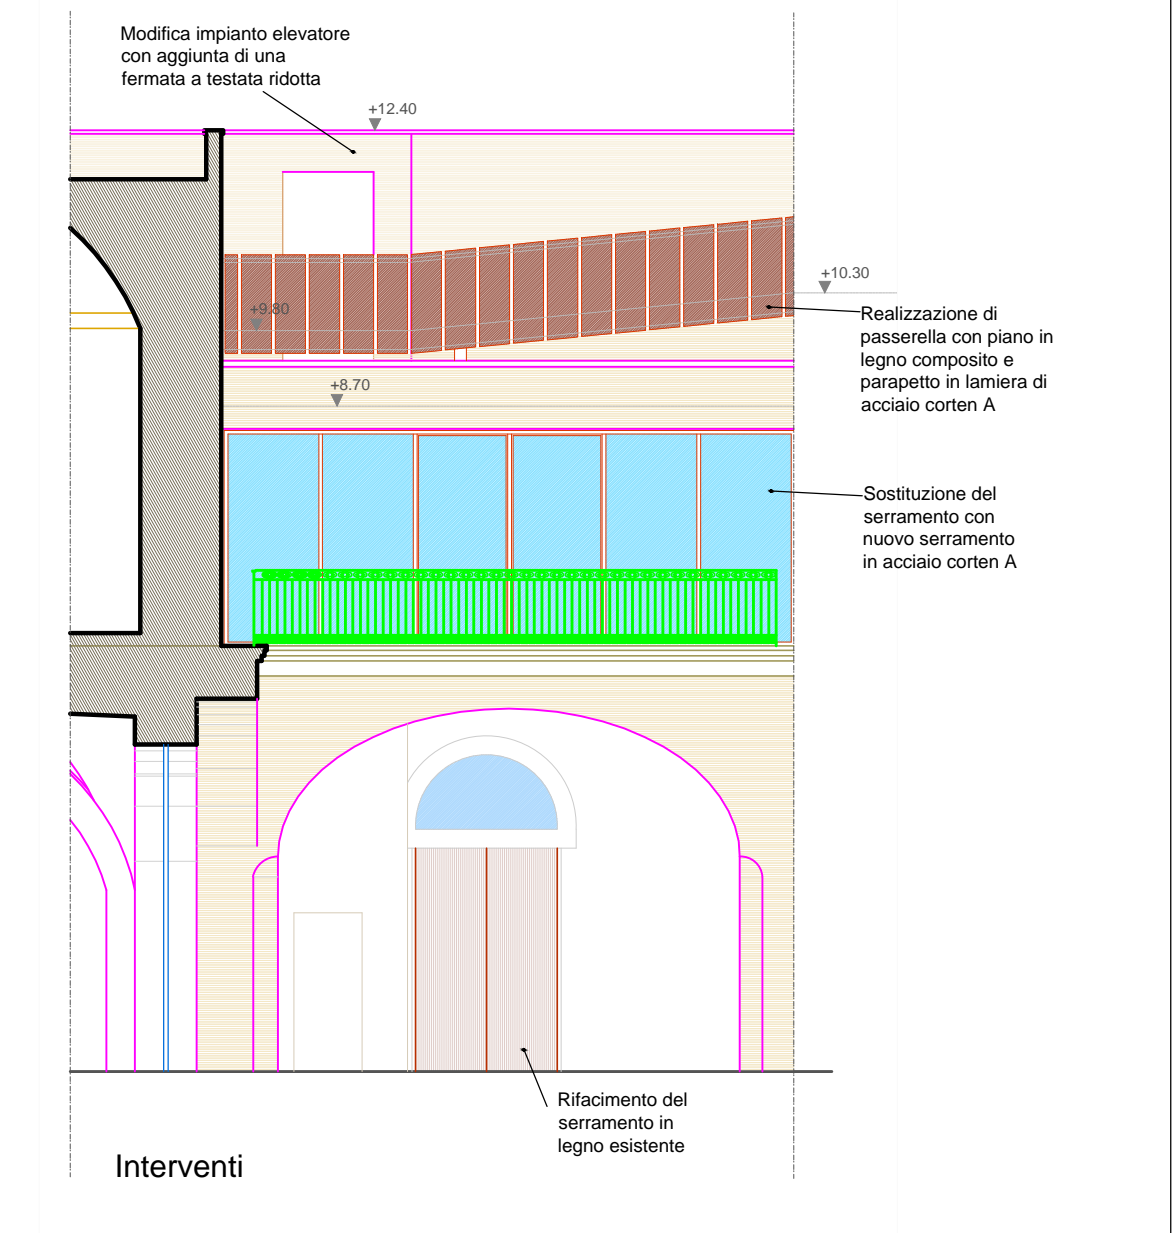 Modifica impianto elevatore
con aggiunta di una
fermata a testata ridotta
+12.40
+10.30
+9.80
Realizzazione di
passerella con piano in
legno composito e
parapetto in lamiera di
acciaio corten A
+8.70
Sostituzione del
serramento con
nuovo serramento
in acciaio corten A
Rifacimento del
serramento in
legno esistente
Interventi